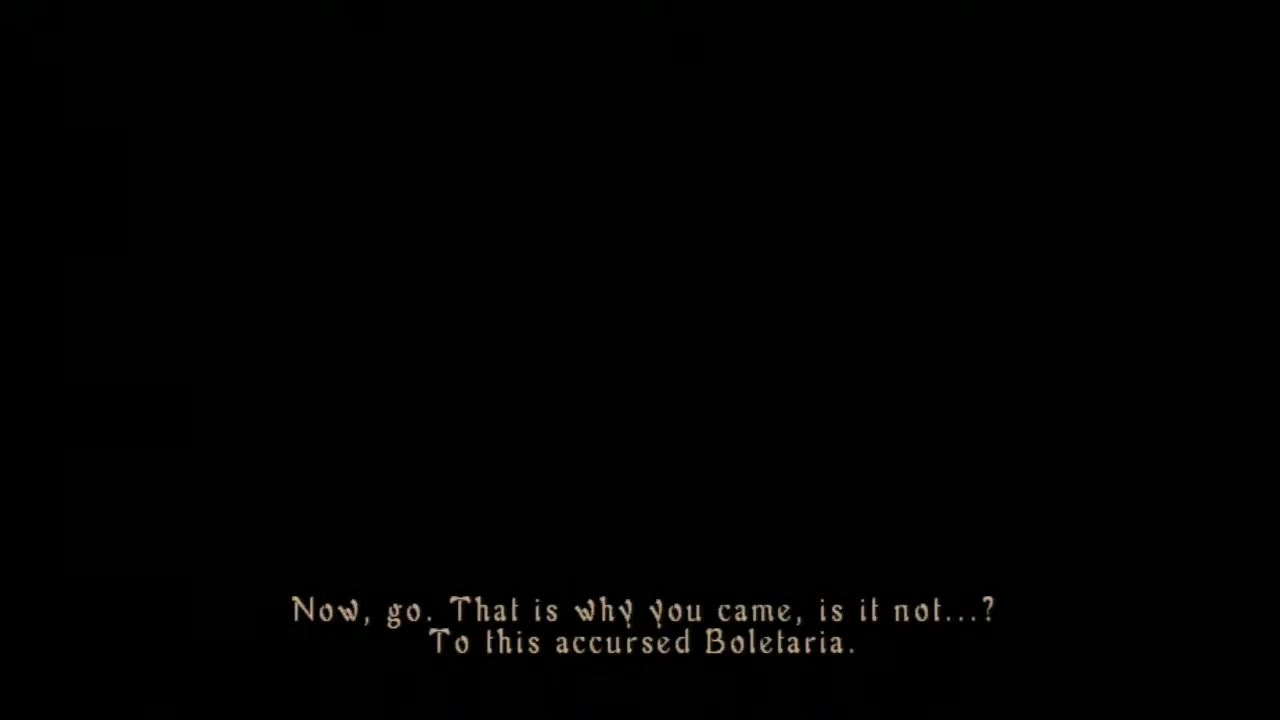 Now, go. That is why you came, is it not...?
To this accursed Boletaria.